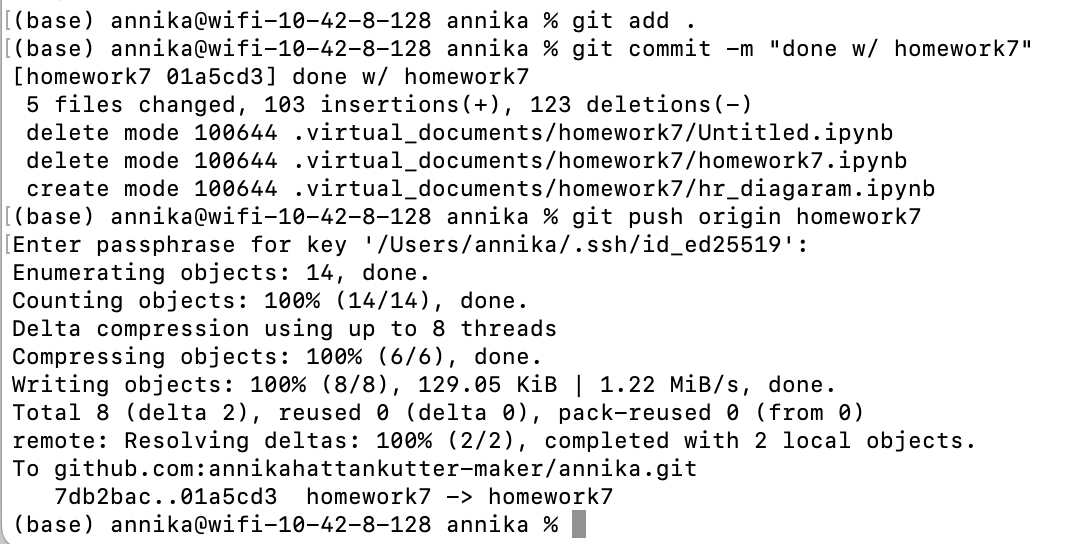 [(base) annika@wifi-10-42-8-128 annika % git add .
[(base) annika@wifi-10-42-8-128 annika % git commit -m "done w/ homework7"
[homework7 01a5cd3] done w/ homework7
 5 files changed, 103 insertions(+), 123 deletions(-)
 delete mode 100644 .virtual_documents/homework7/Untitled.ipynb
 delete mode 100644 .virtual_documents/homework7/homework7.ipynb
 create mode 100644 .virtual_documents/homework7/hr_diagaram.ipynb
[(base) annika@wifi-10-42-8-128 annika % git push origin homework7
[Enter passphrase for key '/Users/annika/.ssh/id_ed25519':
Enumerating objects: 14, done.
Counting objects: 100% (14/14), done.
Delta compression using up to 8 threads
Compressing objects: 100% (6/6), done.
Writing objects: 100% (8/8), 129.05 KiB | 1.22 MiB/s, done.
Total 8 (delta 2), reused 0 (delta 0), pack-reused 0 (from 0)
remote: Resolving deltas: 100% (2/2), completed with 2 local objects.
To github.com:annikahattankutter-maker/annika.git
   7db2bac..01a5cd3  homework7 -> homework7
(base) annika@wifi-10-42-8-128 annika %